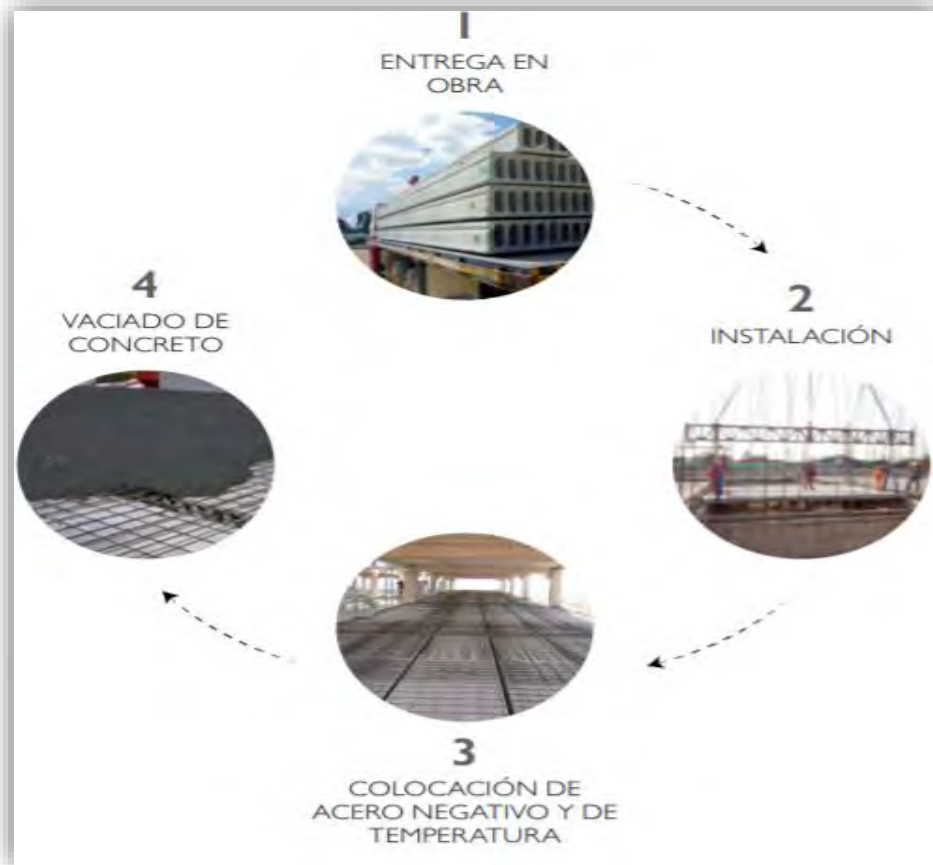 1
ENTREGA EN
OBRA
2
INSTALACIÓN
3
COLOCACIÓN DE
ACERO NEGATIVO Y DE
TEMPERATURA
4
VACIADO DE
CONCRETO